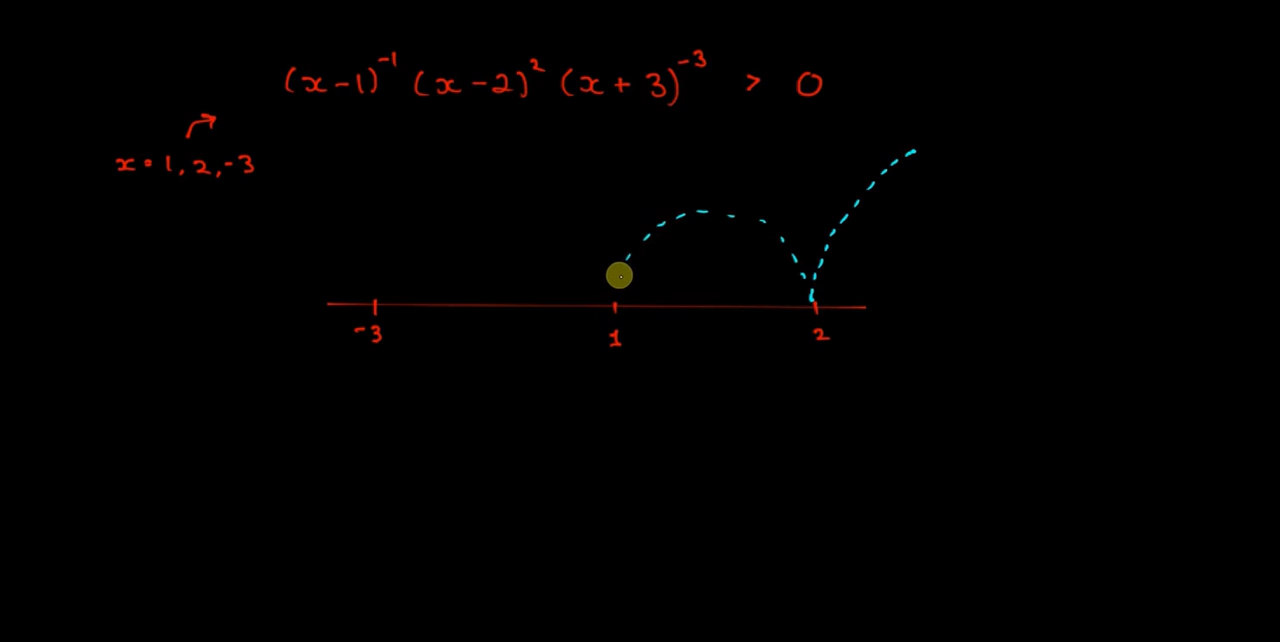 (x-1)⁻¹ (x-2)² (x+3)⁻³ > 0
x = 1, 2, -3
-3 1 2